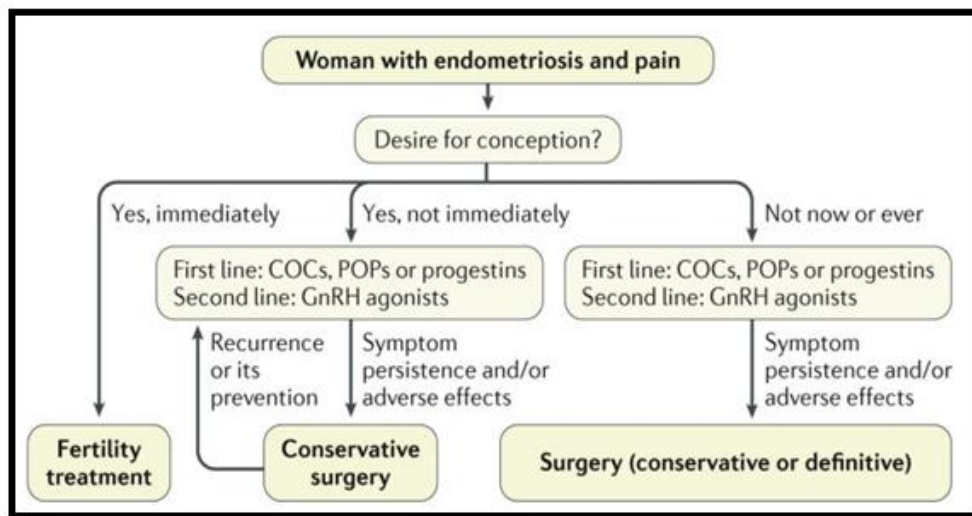 Woman with endometriosis and pain
Desire for conception?
Yes, immediately
Yes, not immediately
Not now or ever
First line: COCs, POPs or progestins
Second line: GnRH agonists
First line: COCs, POPs or progestins
Second line: GnRH agonists
Recurrence
or its
prevention
Symptom
persistence and/or
adverse effects
Symptom
persistence and/or
adverse effects
Fertility
treatment
Conservative
surgery
Surgery (conservative or definitive)